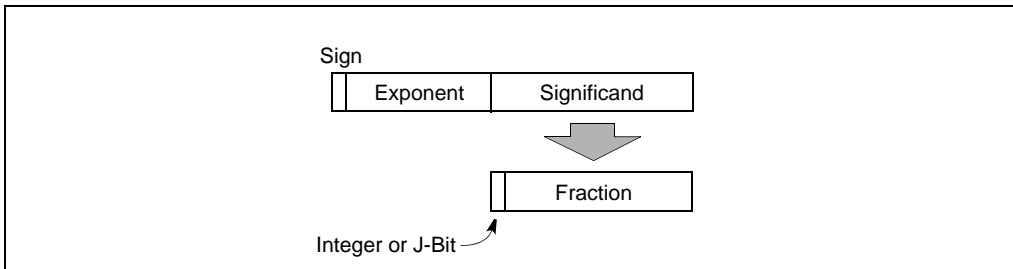 Sign
Exponent Significand
Fraction
Integer or J-Bit